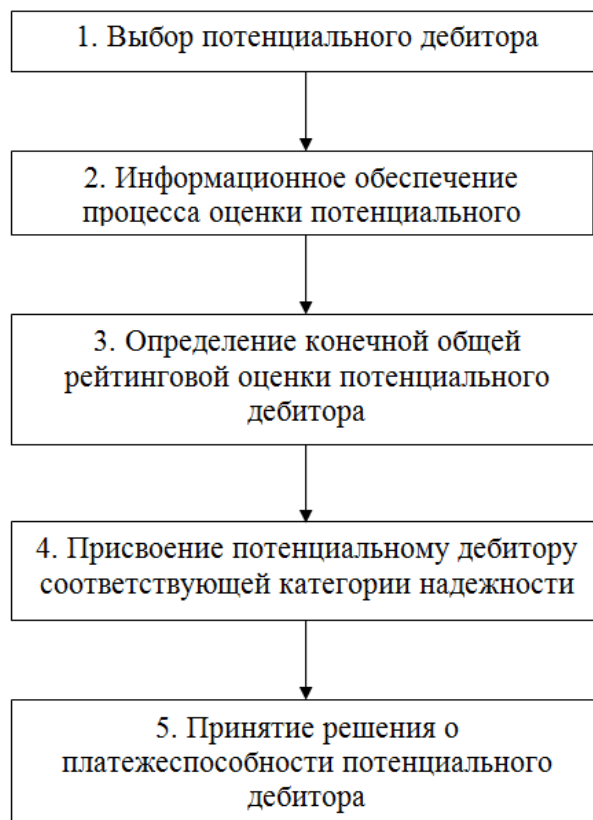 1. Выбор потенциального дебитора
2. Информационное обеспечение
процесса оценки потенциального
3. Определение конечной общей
рейтинговой оценки потенциального
дебитора
4. Присвоение потенциальному дебитору
соответствующей категории надежности
5. Принятие решения о
платежеспособности потенциального
дебитора